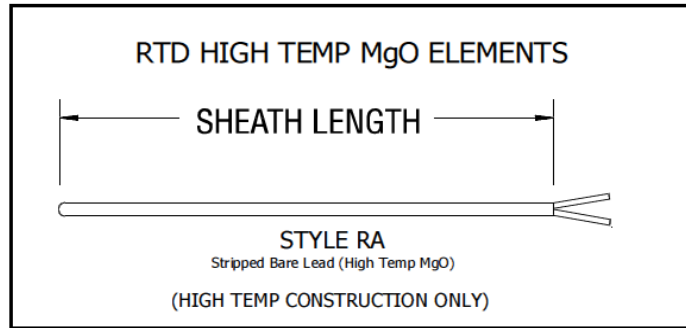 RTD HIGH TEMP MgO ELEMENTS
SHEATH LENGTH
STYLE RA
Stripped Bare Lead (High Temp MgO)
(HIGH TEMP CONSTRUCTION ONLY)